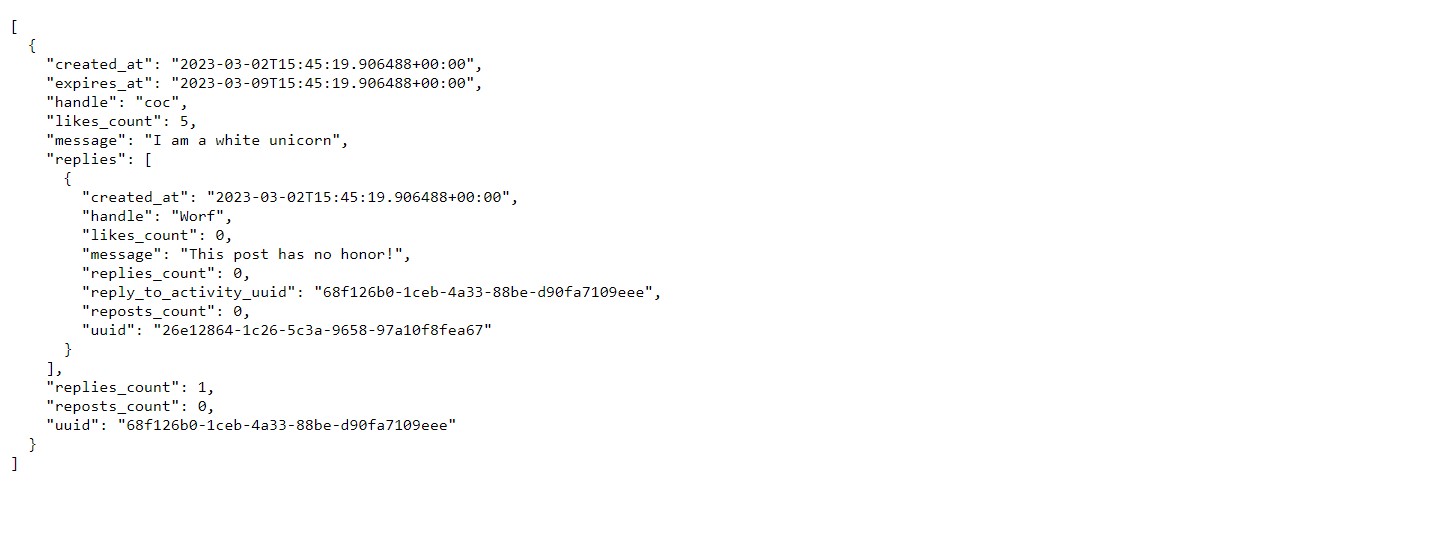 [
  {
    "created_at": "2023-03-02T15:45:19.906488+00:00",
    "expires_at": "2023-03-09T15:45:19.906488+00:00",
    "handle": "coc",
    "likes_count": 5,
    "message": "I am a white unicorn",
    "replies": [
      {
        "created_at": "2023-03-02T15:45:19.906488+00:00",
        "handle": "Worf",
        "likes_count": 0,
        "message": "This post has no honor!",
        "replies_count": 0,
        "reply_to_activity_uuid": "68f126b0-1ceb-4a33-88be-d90fa7109eee",
        "reposts_count": 0,
        "uuid": "26e12864-1c26-5c3a-9658-97a10f8fea67"
      }
    ],
    "replies_count": 1,
    "reposts_count": 0,
    "uuid": "68f126b0-1ceb-4a33-88be-d90fa7109eee"
  }
]